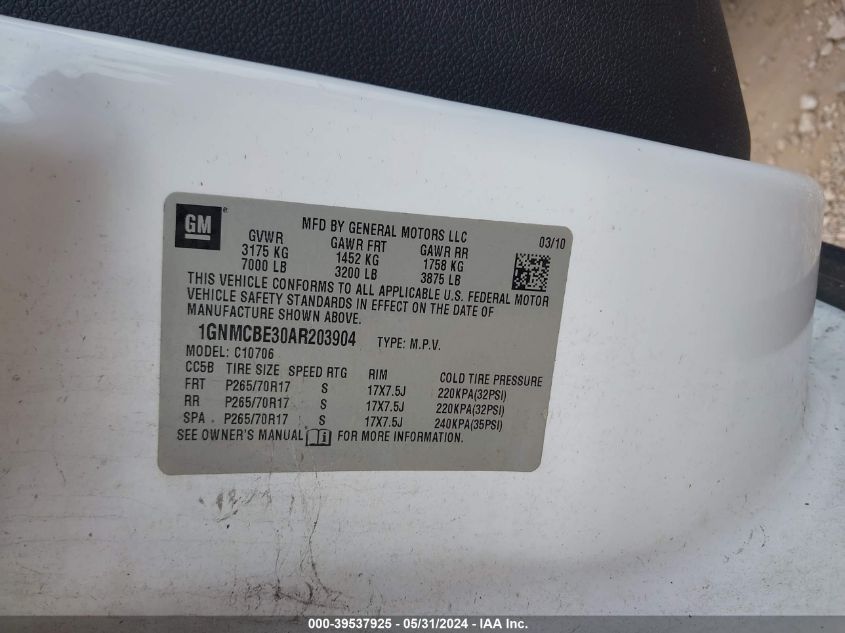 GM ®
MFD BY GENERAL MOTORS LLC 03/10
GVWR GAWR FRT GAWR RR
3175 KG 1452 KG 1758 KG
7000 LB 3200 LB 3875 LB
THIS VEHICLE CONFORMS TO ALL APPLICABLE U.S. FEDERAL MOTOR
VEHICLE SAFETY STANDARDS IN EFFECT ON THE DATE OF
MANUFACTURE SHOWN ABOVE.
1GNMCBE30AR203904 TYPE: M.P.V.
MODEL: C10706
CC5B TIRE SIZE SPEED RTG RIM COLD TIRE PRESSURE
FRT P265/70R17 S 17X7.5J 220KPA(32PSI)
RR P265/70R17 S 17X7.5J 220KPA(32PSI)
SPA P265/70R17 S 17X7.5J 240KPA(35PSI)
SEE OWNER'S MANUAL i FOR MORE INFORMATION.
000-39537925 - 05/31/2024 - IAA Inc.